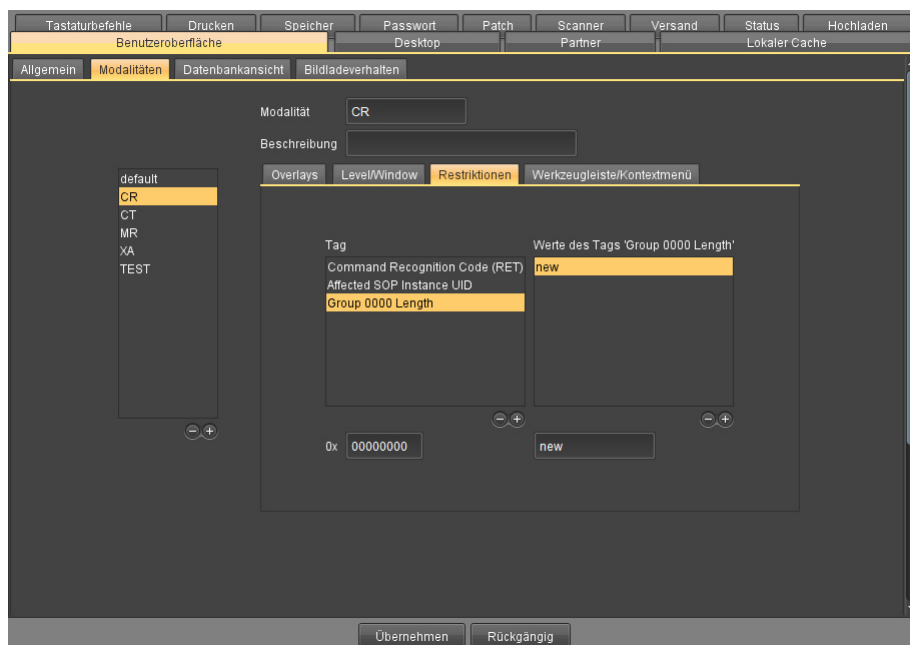 Tastaturbefehle Drucken Speicher Passwort Patch Scanner Versand Status Hochladen
Benutzeroberfläche Desktop Partner Lokaler Cache
Allgemein Modalitäten Datenbankansicht Bildladeverhalten
Modalität CR
Beschreibung
default
CR
CT
MR
XA
TEST
Overlays Level/Window Restriktionen Werkzeugleiste/Kontextmenü
Tag Werte des Tags 'Group 0000 Length'
Command Recognition Code (RET) new
Affected SOP Instance UID
Group 0000 Length
0x 00000000 new
Übernehmen Rückgängig